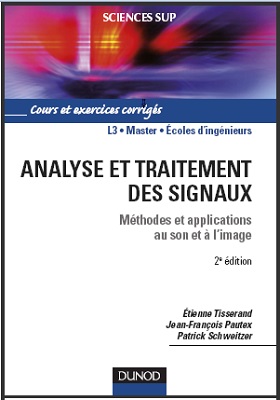 SCIENCES SUP
Cours et exercices corrigés
L3 • Master • Écoles d'ingénieurs
ANALYSE ET TRAITEMENT
DES SIGNAUX
Méthodes et applications
au son et à l'image
2e édition
Étienne Tisserand
Jean-François Pautex
Patrick Schweitzer
DUNOD